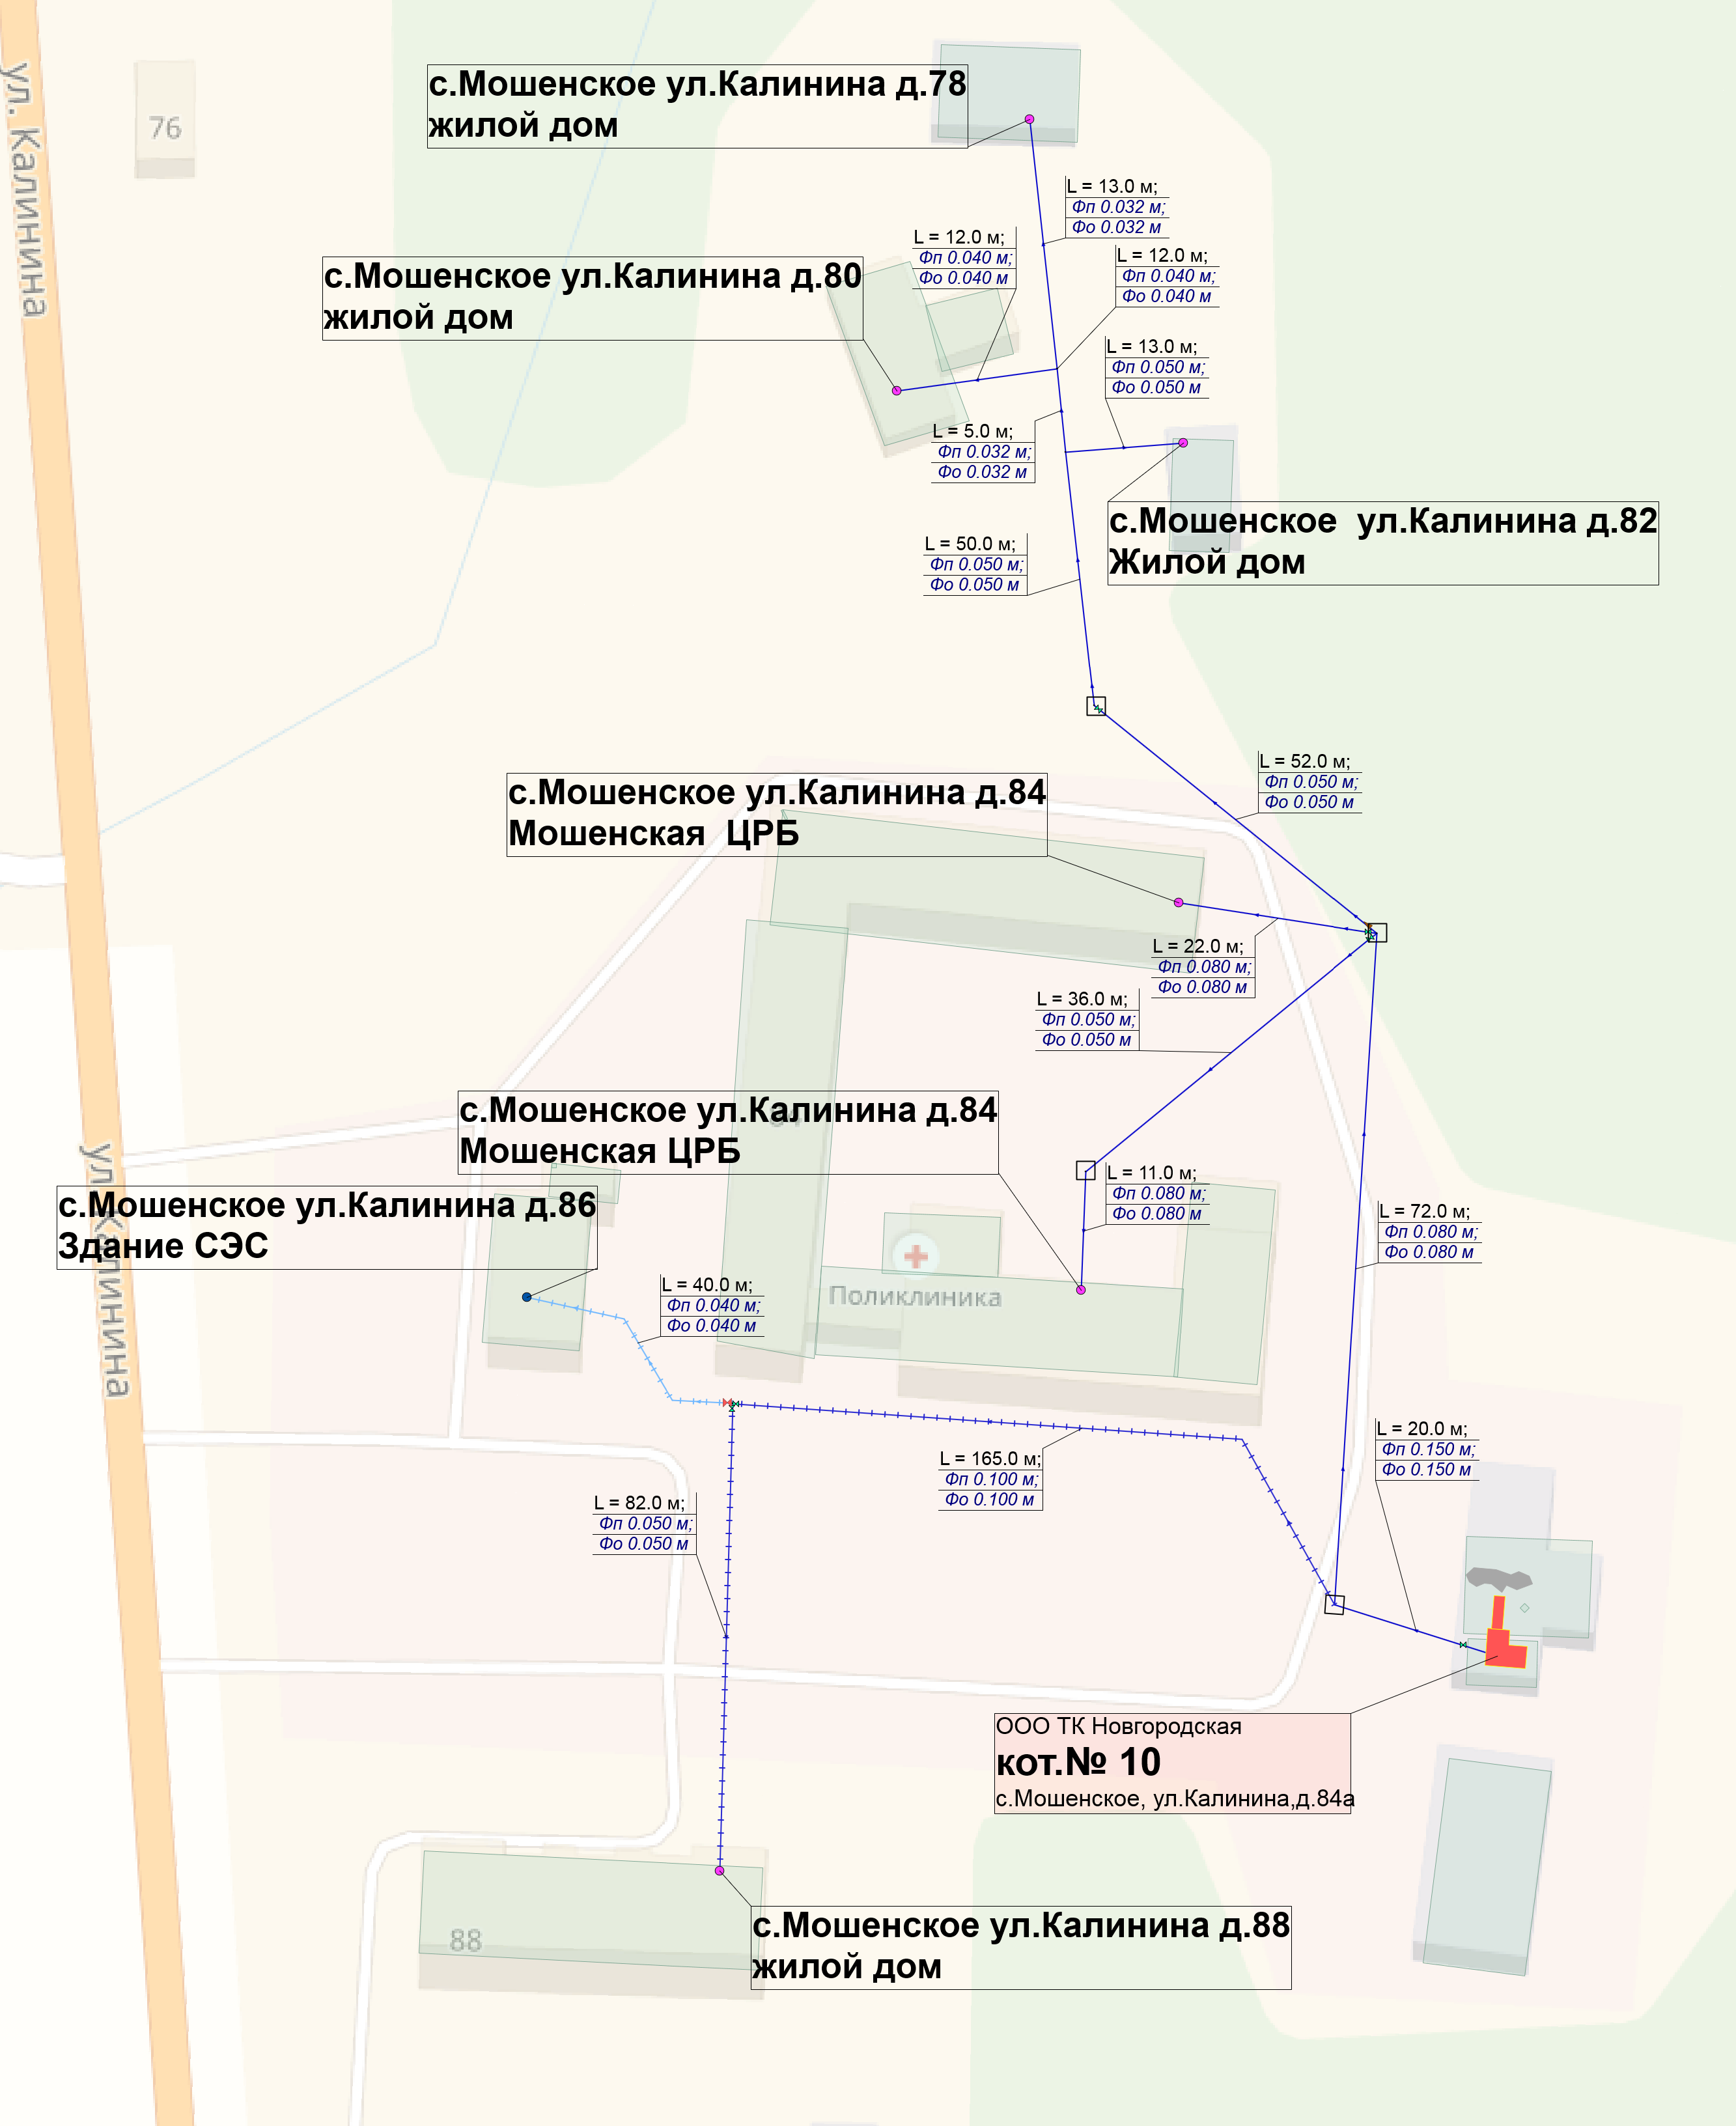 ул. Калинина
76
с.Мошенское ул.Калинина д.78
жилой дом
L = 13.0 м;
Фп 0.032 м;
Фо 0.032 м
L = 12.0 м;
Фп 0.040 м;
Фо 0.040 м
L = 12.0 м;
Фп 0.040 м;
Фо 0.040 м
с.Мошенское ул.Калинина д.80
жилой дом
L = 13.0 м;
Фп 0.050 м;
Фо 0.050 м
L = 5.0 м;
Фп 0.032 м;
Фо 0.032 м
с.Мошенское  ул.Калинина д.82
Жилой дом
L = 50.0 м;
Фп 0.050 м;
Фо 0.050 м
L = 52.0 м;
Фп 0.050 м;
Фо 0.050 м
с.Мошенское ул.Калинина д.84
Мошенская  ЦРБ
L = 22.0 м;
Фп 0.080 м;
Фо 0.080 м
L = 36.0 м;
Фп 0.050 м;
Фо 0.050 м
84
с.Мошенское ул.Калинина д.84
Мошенская ЦРБ
L = 11.0 м;
Фп 0.080 м;
Фо 0.080 м
ул. Калинина
с.Мошенское ул.Калинина д.86
Здание СЭС
L = 72.0 м;
Фп 0.080 м;
Фо 0.080 м
L = 40.0 м;
Фп 0.040 м;
Фо 0.040 м
Поликлиника
L = 20.0 м;
Фп 0.150 м;
Фо 0.150 м
L = 165.0 м;
Фп 0.100 м;
Фо 0.100 м
L = 82.0 м;
Фп 0.050 м;
Фо 0.050 м
ООО ТК Новгородская
кот.№ 10
с.Мошенское, ул.Калинина,д.84а
88
с.Мошенское ул.Калинина д.88
жилой дом